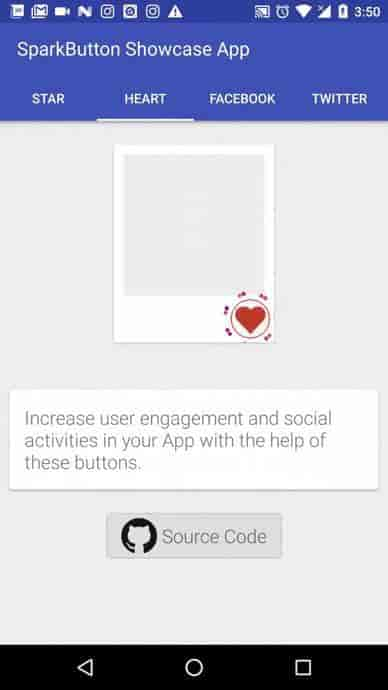 3:50
SparkButton Showcase App
STAR HEART FACEBOOK TWITTER
Increase user engagement and social
activities in your App with the help of
these buttons.
Source Code